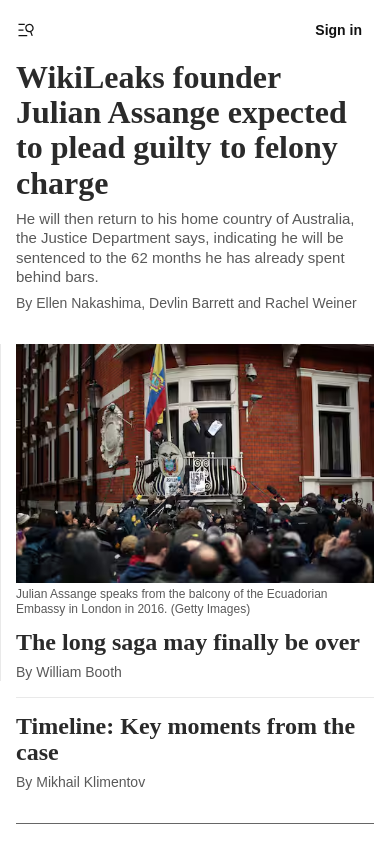 Sign in
WikiLeaks founder
Julian Assange expected
to plead guilty to felony
charge
He will then return to his home country of Australia,
the Justice Department says, indicating he will be
sentenced to the 62 months he has already spent
behind bars.
By Ellen Nakashima, Devlin Barrett and Rachel Weiner
Julian Assange speaks from the balcony of the Ecuadorian
Embassy in London in 2016. (Getty Images)
The long saga may finally be over
By William Booth
Timeline: Key moments from the
case
By Mikhail Klimentov